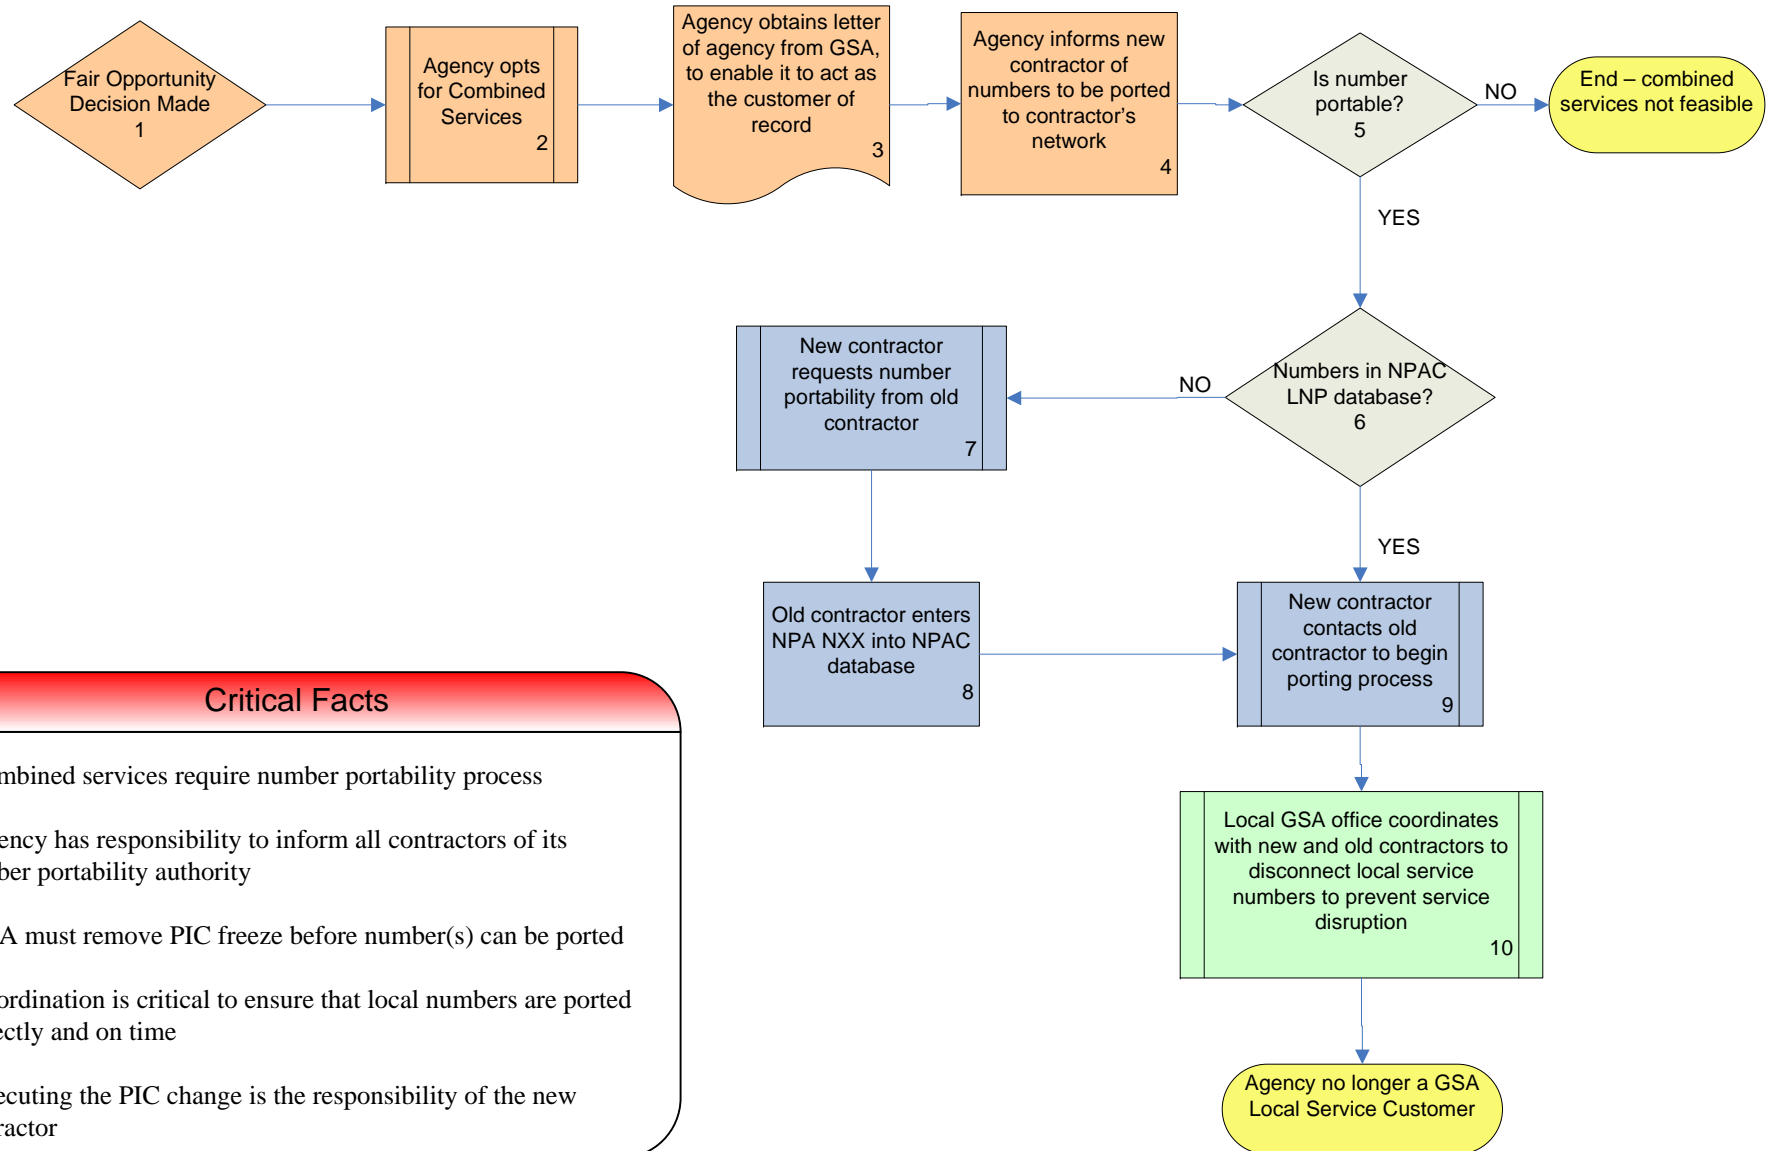 Fair Opportunity
Decision Made
1
Agency opts
for Combined
Services
2
Agency obtains letter
of agency from GSA,
to enable it to act as
the customer of
record
3
Agency informs new
contractor of
numbers to be ported
to contractor's
network
4
Is number
portable?
5
NO
End – combined
services not feasible
YES
Numbers in NPAC
LNP database?
6
NO
New contractor
requests number
portability from old
contractor
7
YES
Old contractor enters
NPA NXX into NPAC
database
8
New contractor
contacts old
contractor to begin
porting process
9
Local GSA office coordinates
with new and old contractors to
disconnect local service
numbers to prevent service
disruption
10
Agency no longer a GSA
Local Service Customer
Critical Facts
mbined services require number portability process
ency has responsibility to inform all contractors of its
ber portability authority
A must remove PIC freeze before number(s) can be ported
ordination is critical to ensure that local numbers are ported
ectly and on time
ecuting the PIC change is the responsibility of the new
ractor